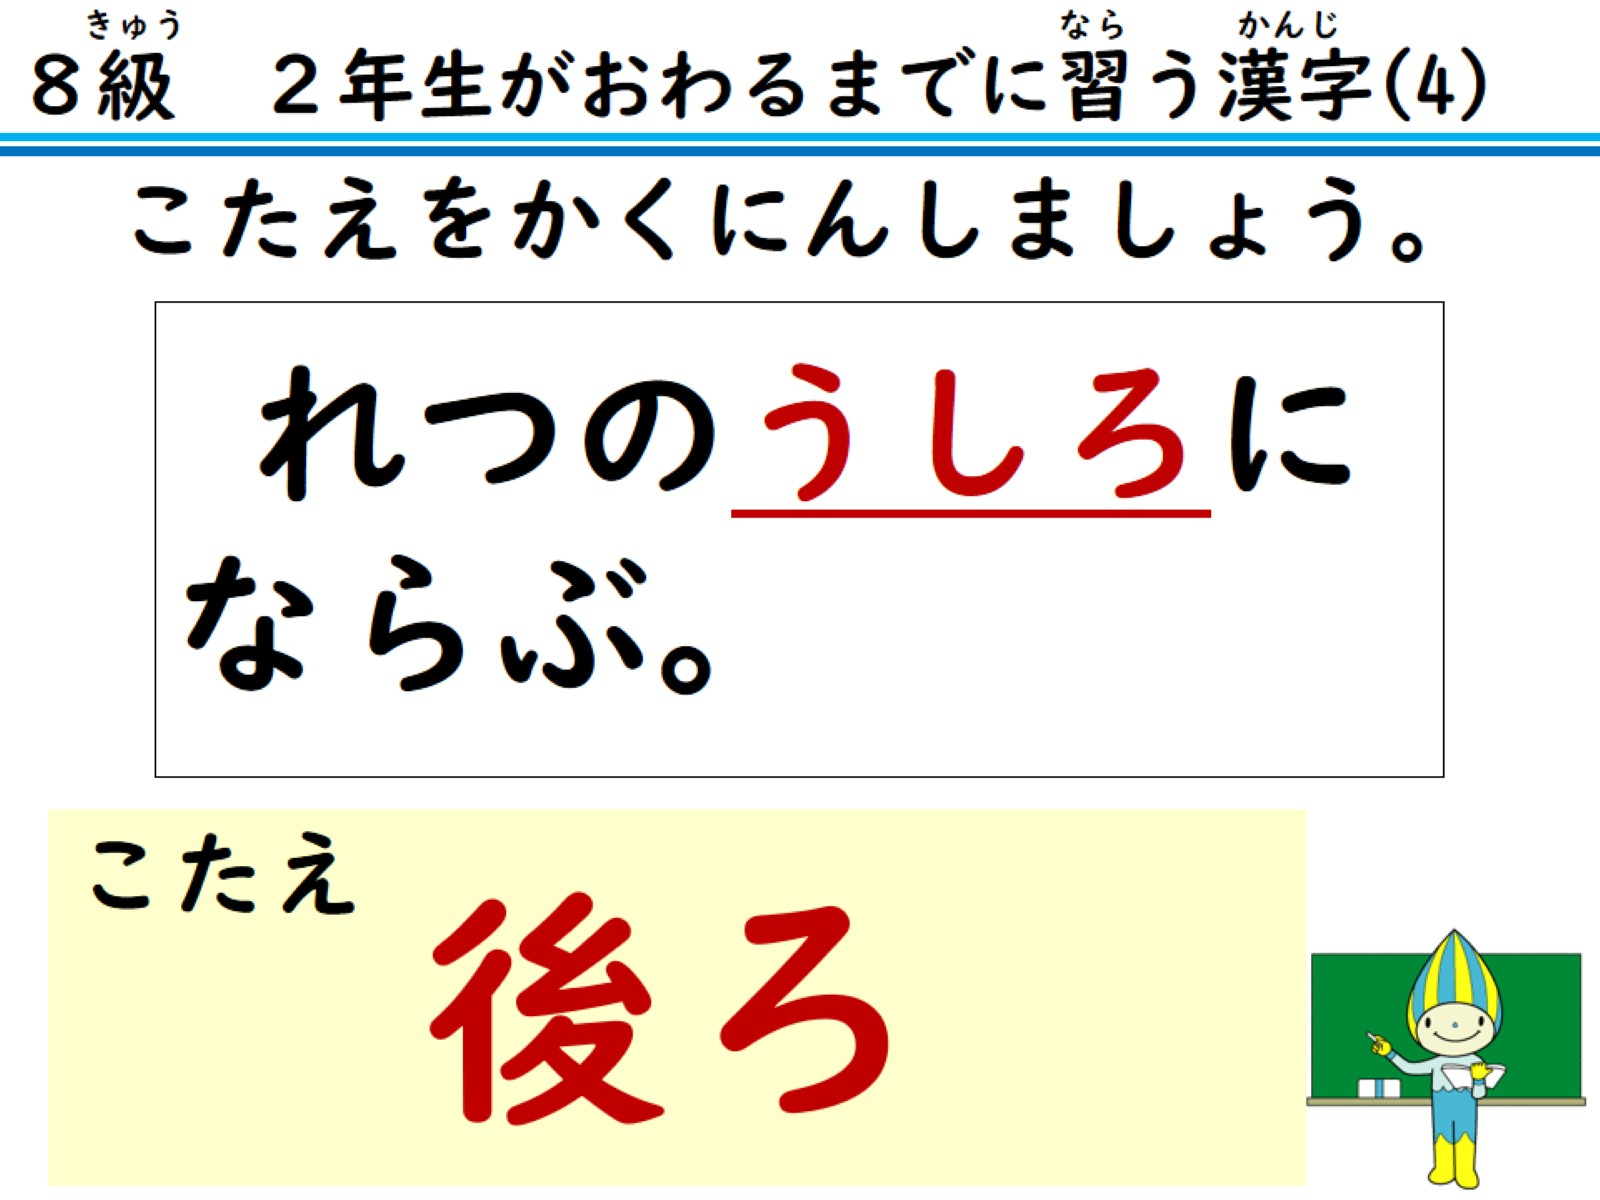 きゅう なら かんじ
８級　２年生がおわるまでに習う漢字(4)
こたえをかくにんしましょう。
れつのうしろに
ならぶ。
こたえ
後ろ